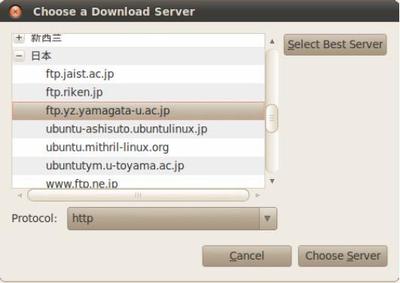 Choose a Download Server
新西兰
Select Best Server
日本
ftp.jaist.ac.jp
ftp.riken.jp
ftp.yz.yamagata-u.ac.jp
ubuntu-ashisuto.ubuntulinux.jp
ubuntu.mithril-linux.org
ubuntutym.u-toyama.ac.jp
www.ftp.ne.jp
Protocol: http
Cancel Choose Server